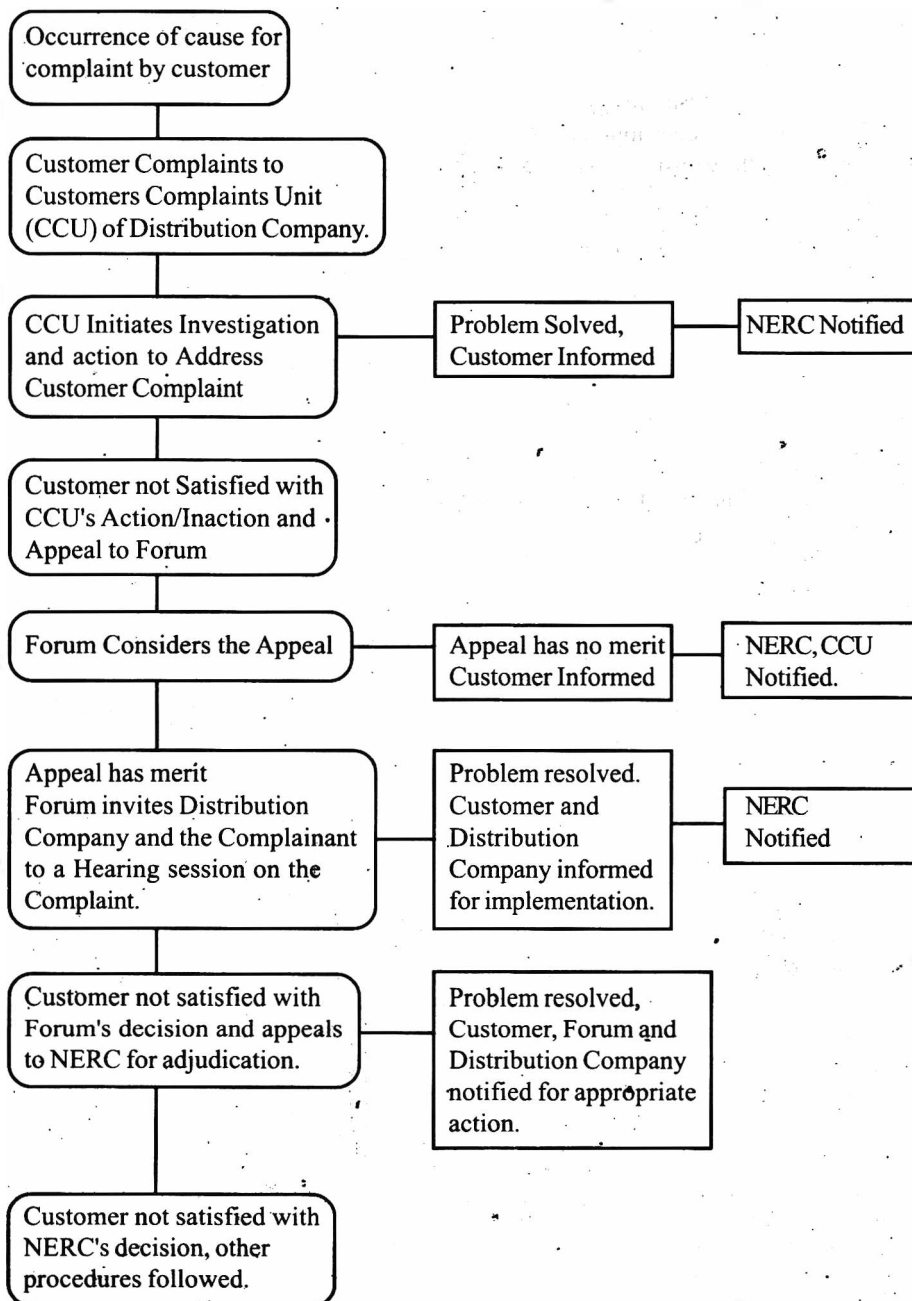 Occurrence of cause for
complaint by customer
Customer Complaints to
Customers Complaints Unit
(CCU) of Distribution Company.
CCU Initiates Investigation
and action to Address
Customer Complaint
Problem Solved,
Customer Informed
NERC Notified
Customer not Satisfied with
CCU's Action/Inaction and
Appeal to Forum
Forum Considers the Appeal
Appeal has no merit
Customer Informed
NERC, CCU
Notified.
Appeal has merit
Forum invites Distribution
Company and the Complainant
to a Hearing session on the
Complaint.
Problem resolved.
Customer and
Distribution
Company informed
for implementation.
NERC
Notified
Customer not satisfied with
Forum's decision and appeals
to NERC for adjudication.
Problem resolved,
Customer, Forum and
Distribution Company
notified for appropriate
action.
Customer not satisfied with
NERC's decision, other
procedures followed.